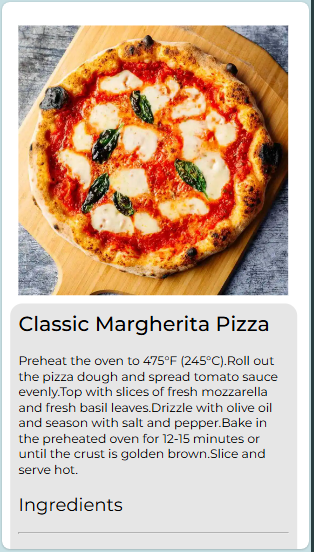 Classic Margherita Pizza
Preheat the oven to 475°F (245°C).Roll out
the pizza dough and spread tomato sauce
evenly.Top with slices of fresh mozzarella
and fresh basil leaves.Drizzle with olive oil
and season with salt and pepper.Bake in
the preheated oven for 12-15 minutes or
until the crust is golden brown.Slice and
serve hot.
Ingredients